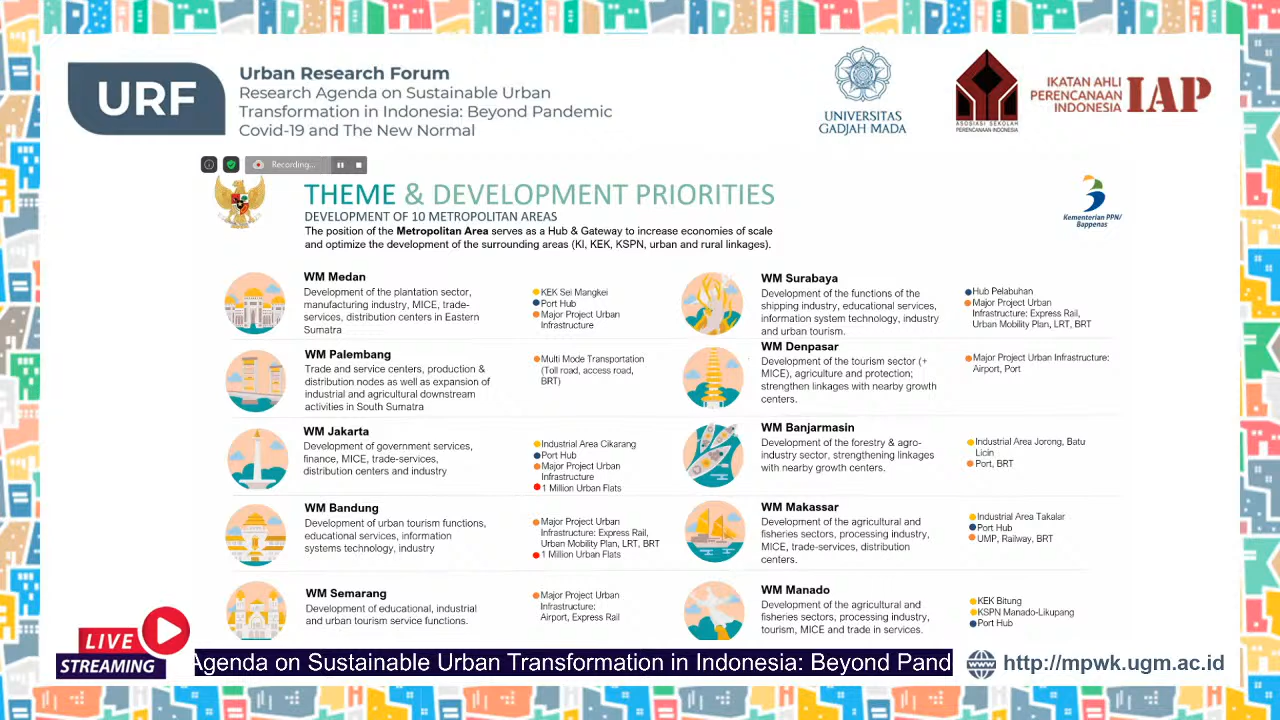 URF
Urban Research Forum
Research Agenda on Sustainable Urban
Transformation in Indonesia: Beyond Pandemic
Covid-19 and The New Normal
UNIVERSITAS
GADJAH MADA
ASOSIASI SEKOLAH
PERENCANAAN INDONESIA
IKATAN AHLI
PERENCANAAN
INDONESIA
IAP
Recording...
THEME & DEVELOPMENT PRIORITIES
DEVELOPMENT OF 10 METROPOLITAN AREAS
The position of the Metropolitan Area serves as a Hub & Gateway to increase economies of scale
and optimize the development of the surrounding areas (KI, KEK, KSPN, urban and rural linkages).
Kementerian PPN/
Bappenas
WM Medan
Development of the plantation sector,
manufacturing industry, MICE, trade-
services, distribution centers in Eastern
Sumatra
KEK Sei Mangkei
Port Hub
Major Project Urban
Infrastructure
WM Palembang
Trade and service centers, production &
distribution nodes as well as expansion of
industrial and agricultural downstream
activities in South Sumatra
Multi Mode Transportation
(Toll road, access road,
BRT)
WM Jakarta
Development of government services,
finance, MICE, trade-services,
distribution centers and industry
Industrial Area Cikarang
Port Hub
Major Project Urban
Infrastructure
1 Million Urban Flats
WM Bandung
Development of urban tourism functions,
educational services, information
systems technology, industry
Major Project Urban
Infrastructure: Express Rail,
Urban Mobility Plan, LRT, BRT
1 Million Urban Flats
WM Semarang
Development of educational, industrial
and urban tourism service functions.
Major Project Urban
Infrastructure:
Airport, Express Rail
WM Surabaya
Development of the functions of the
shipping industry, educational services,
information system technology, industry
and urban tourism.
Hub Pelabuhan
Major Project Urban
Infrastructure: Express Rail,
Urban Mobility Plan, LRT, BRT
WM Denpasar
Development of the tourism sector (+
MICE), agriculture and protection;
strengthen linkages with nearby growth
centers.
Major Project Urban Infrastructure:
Airport, Port
WM Banjarmasin
Development of the forestry & agro-
industry sector, strengthening linkages
with nearby growth centers.
Industrial Area Jorong, Batu
Licin
Port, BRT
WM Makassar
Development of the agricultural and
fisheries sectors, processing industry,
MICE, trade-services, distribution
centers.
Industrial Area Takalar
Port Hub
UMP, Railway, BRT
WM Manado
Development of the agricultural and
fisheries sectors, processing industry,
tourism, MICE and trade in services.
KEK Bitung
KSPN Manado-Likupang
Port Hub
LIVE
STREAMING
Agenda on Sustainable Urban Transformation in Indonesia: Beyond Pand
http://mpwk.ugm.ac.id